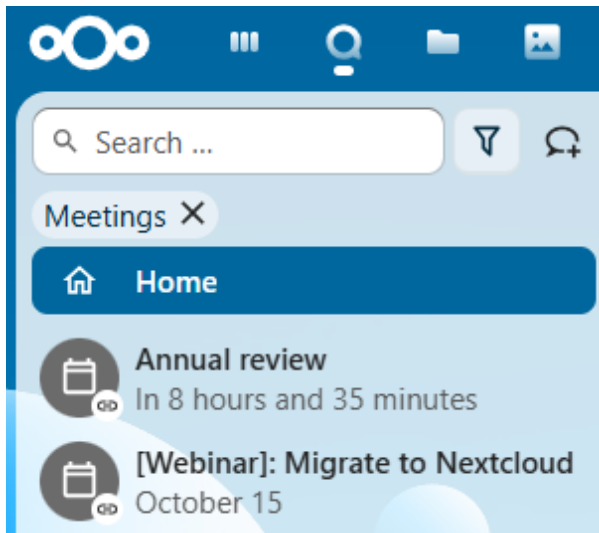 Search ...
Meetings
Home
Annual review
In 8 hours and 35 minutes
[Webinar]: Migrate to Nextcloud
October 15